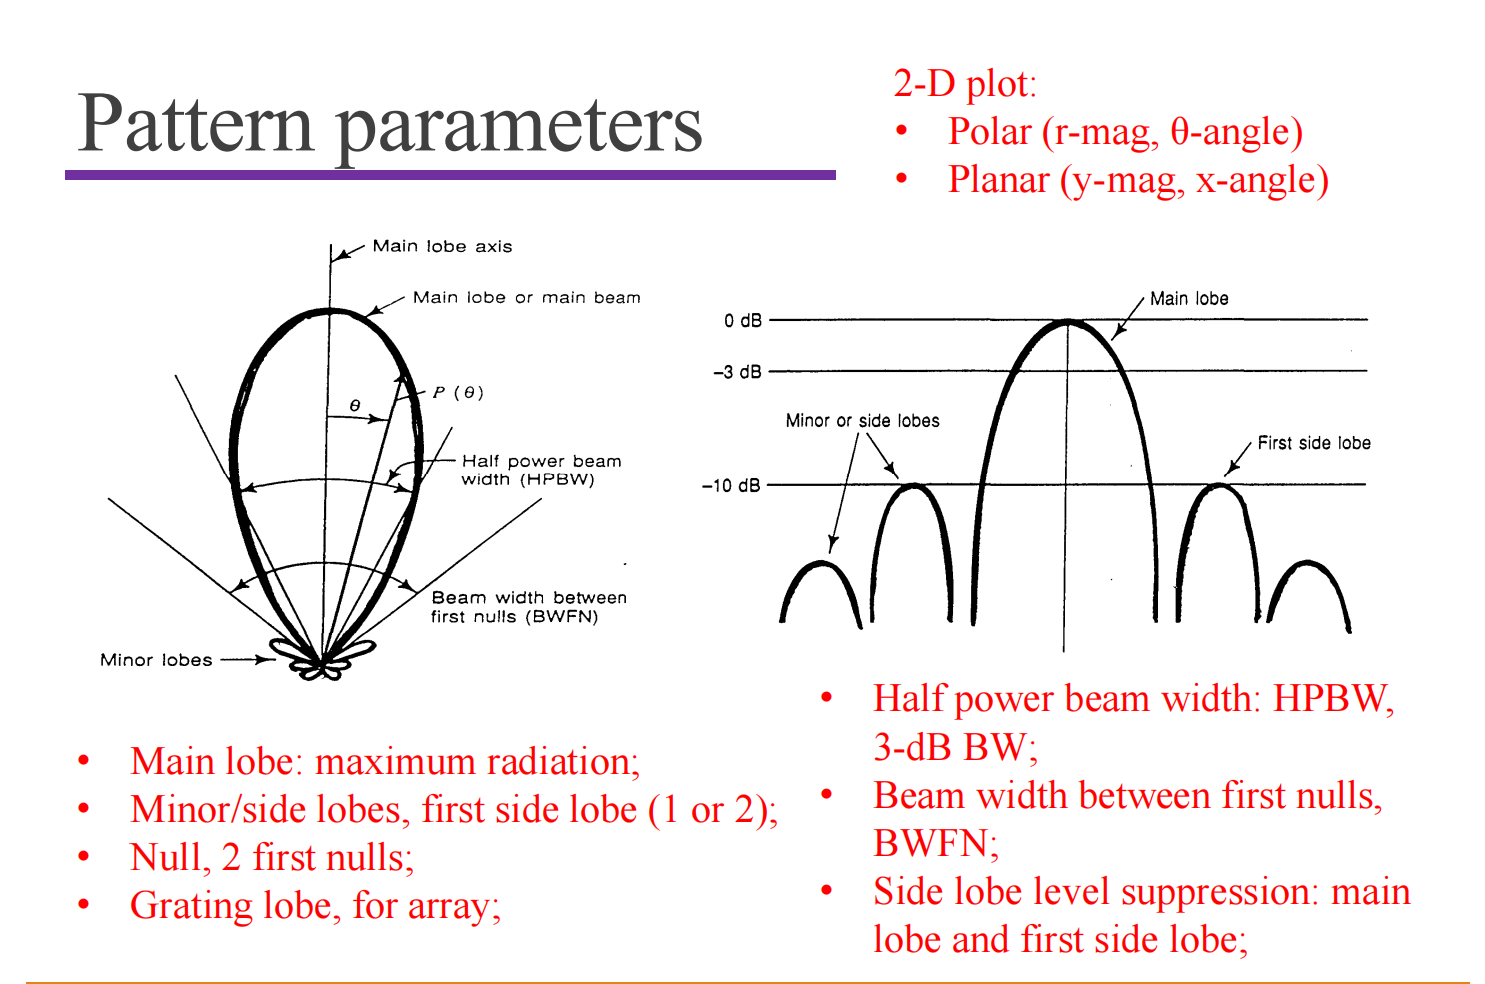 Pattern parameters
2-D plot:
• Polar (r-mag, θ-angle)
• Planar (y-mag, x-angle)
Main lobe axis
Main lobe or main beam
P (θ)
θ
Half power beam
width (HPBW)
Beam width between
first nulls (BWFN)
Minor lobes
Main lobe
0 dB
−3 dB
Minor or side lobes
First side lobe
−10 dB
• Main lobe: maximum radiation;
• Minor/side lobes, first side lobe (1 or 2);
• Null, 2 first nulls;
• Grating lobe, for array;
• Half power beam width: HPBW,
3-dB BW;
• Beam width between first nulls,
BWFN;
• Side lobe level suppression: main
lobe and first side lobe;